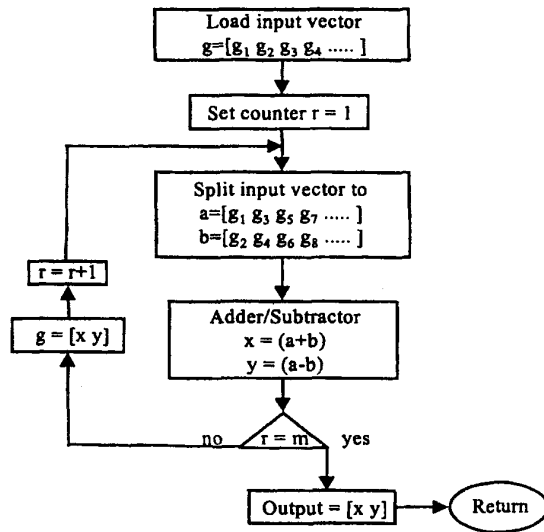 Load input vector
g=[g₁ g₂ g₃ g₄ ..... ]
Set counter r = 1
Split input vector to
a=[g₁ g₃ g₅ g₇ ..... ]
b=[g₂ g₄ g₆ g₈ ..... ]
r = r+1
g = [x y]
Adder/Subtractor
x = (a+b)
y = (a-b)
no
r = m
yes
Output = [x y]
Return